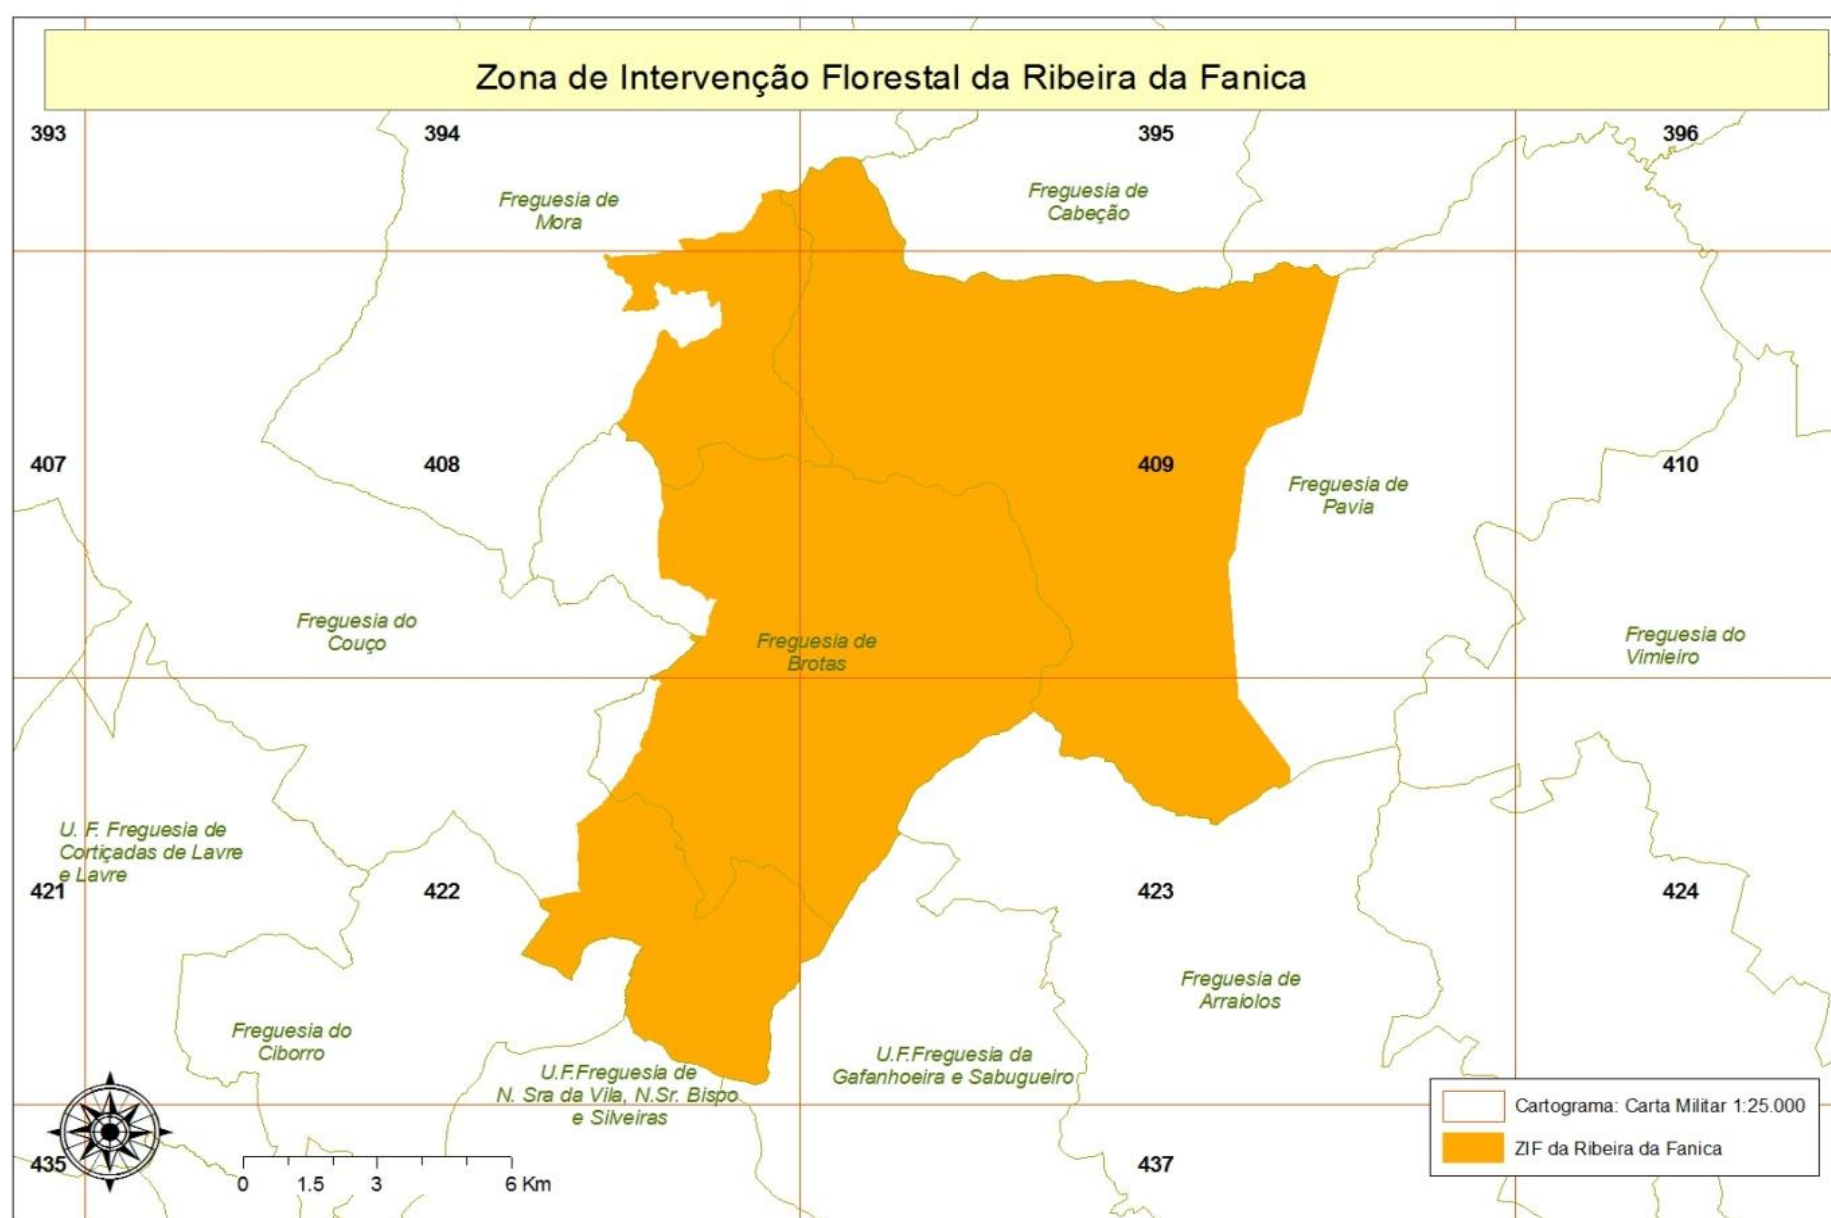 Zona de Intervenção Florestal da Ribeira da Fanica
393
394
395
396
Freguesia de
Mora
Freguesia de
Cabeção
407
408
409
410
Freguesia de
Pavia
Freguesia do
Couço
Freguesia de
Brotas
Freguesia do
Vimieiro
U. F. Freguesia de
Cortiçadas de Lavre
e Lavre
421
422
423
424
Freguesia de
Arraiolos
Freguesia do
Ciborro
U.F.Freguesia de
N. Sra da Vila, N.Sr. Bispo
e Silveiras
U.F.Freguesia da
Gafanhoeira e Sabugueiro
435
437
0 1.5 3 6 Km
Cartograma: Carta Militar 1:25.000
ZIF da Ribeira da Fanica